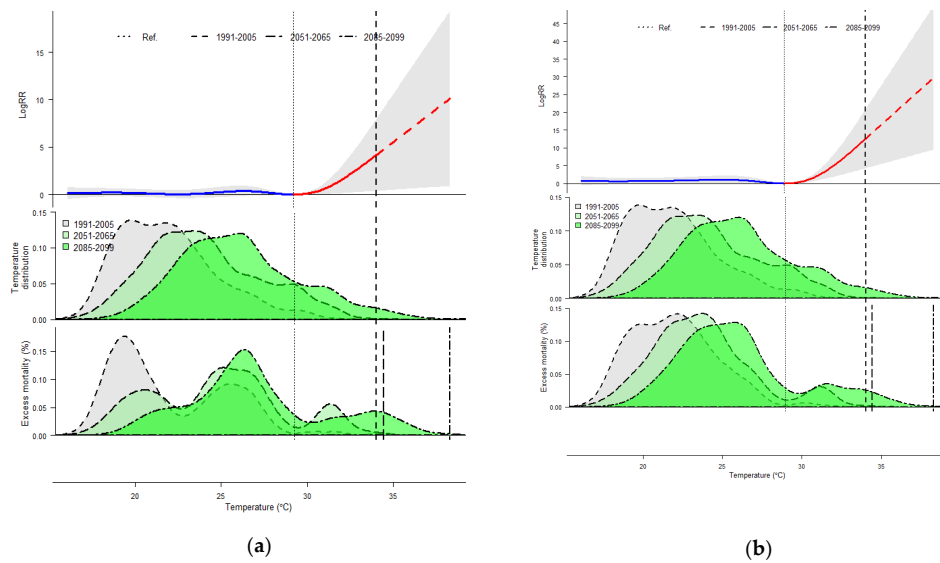 Ref. 1991-2005 2051-2065 2085-2099
LogRR
15
10
5
0
0.15
0.10
0.05
0.00
Temperature
distribution
1991-2005
2051-2065
2085-2099
0.15
0.10
0.05
0.00
Excess mortality (%)
20 25 30 35
Temperature (°C)
(a)
Ref. 1991-2005 2051-2065 2085-2099
LogRR
50
45
40
35
30
25
20
15
10
5
0
0.15
0.10
0.05
0.00
Temperature
distribution
1991-2005
2051-2065
2085-2099
0.15
0.10
0.05
0.00
Excess mortality (%)
20 25 30 35
Temperature (°C)
(b)